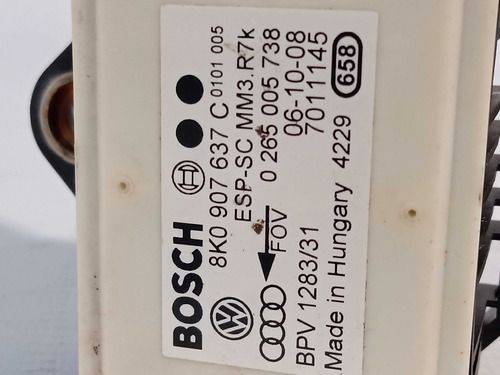 BOSCH
8K0 907 637 C 0101 005
ESP-SC MM3.R7k
0 265 005 738
FOV
06-10-08
BPV 1283/31 7011145
Made in Hungary 4229 658